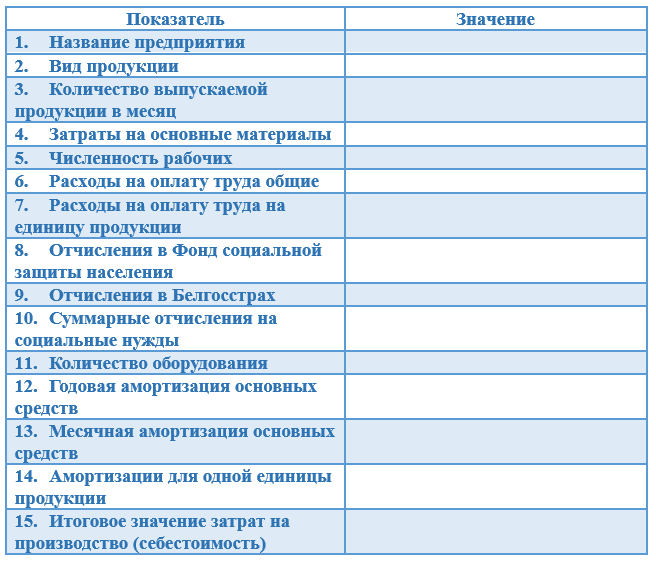 Показатель Значение
1. Название предприятия
2. Вид продукции
3. Количество выпускаемой
продукции в месяц
4. Затраты на основные материалы
5. Численность рабочих
6. Расходы на оплату труда общие
7. Расходы на оплату труда на
единицу продукции
8. Отчисления в Фонд социальной
защиты населения
9. Отчисления в Белгосстрах
10. Суммарные отчисления на
социальные нужды
11. Количество оборудования
12. Годовая амортизация основных
средств
13. Месячная амортизация основных
средств
14. Амортизации для одной единицы
продукции
15. Итоговое значение затрат на
производство (себестоимость)